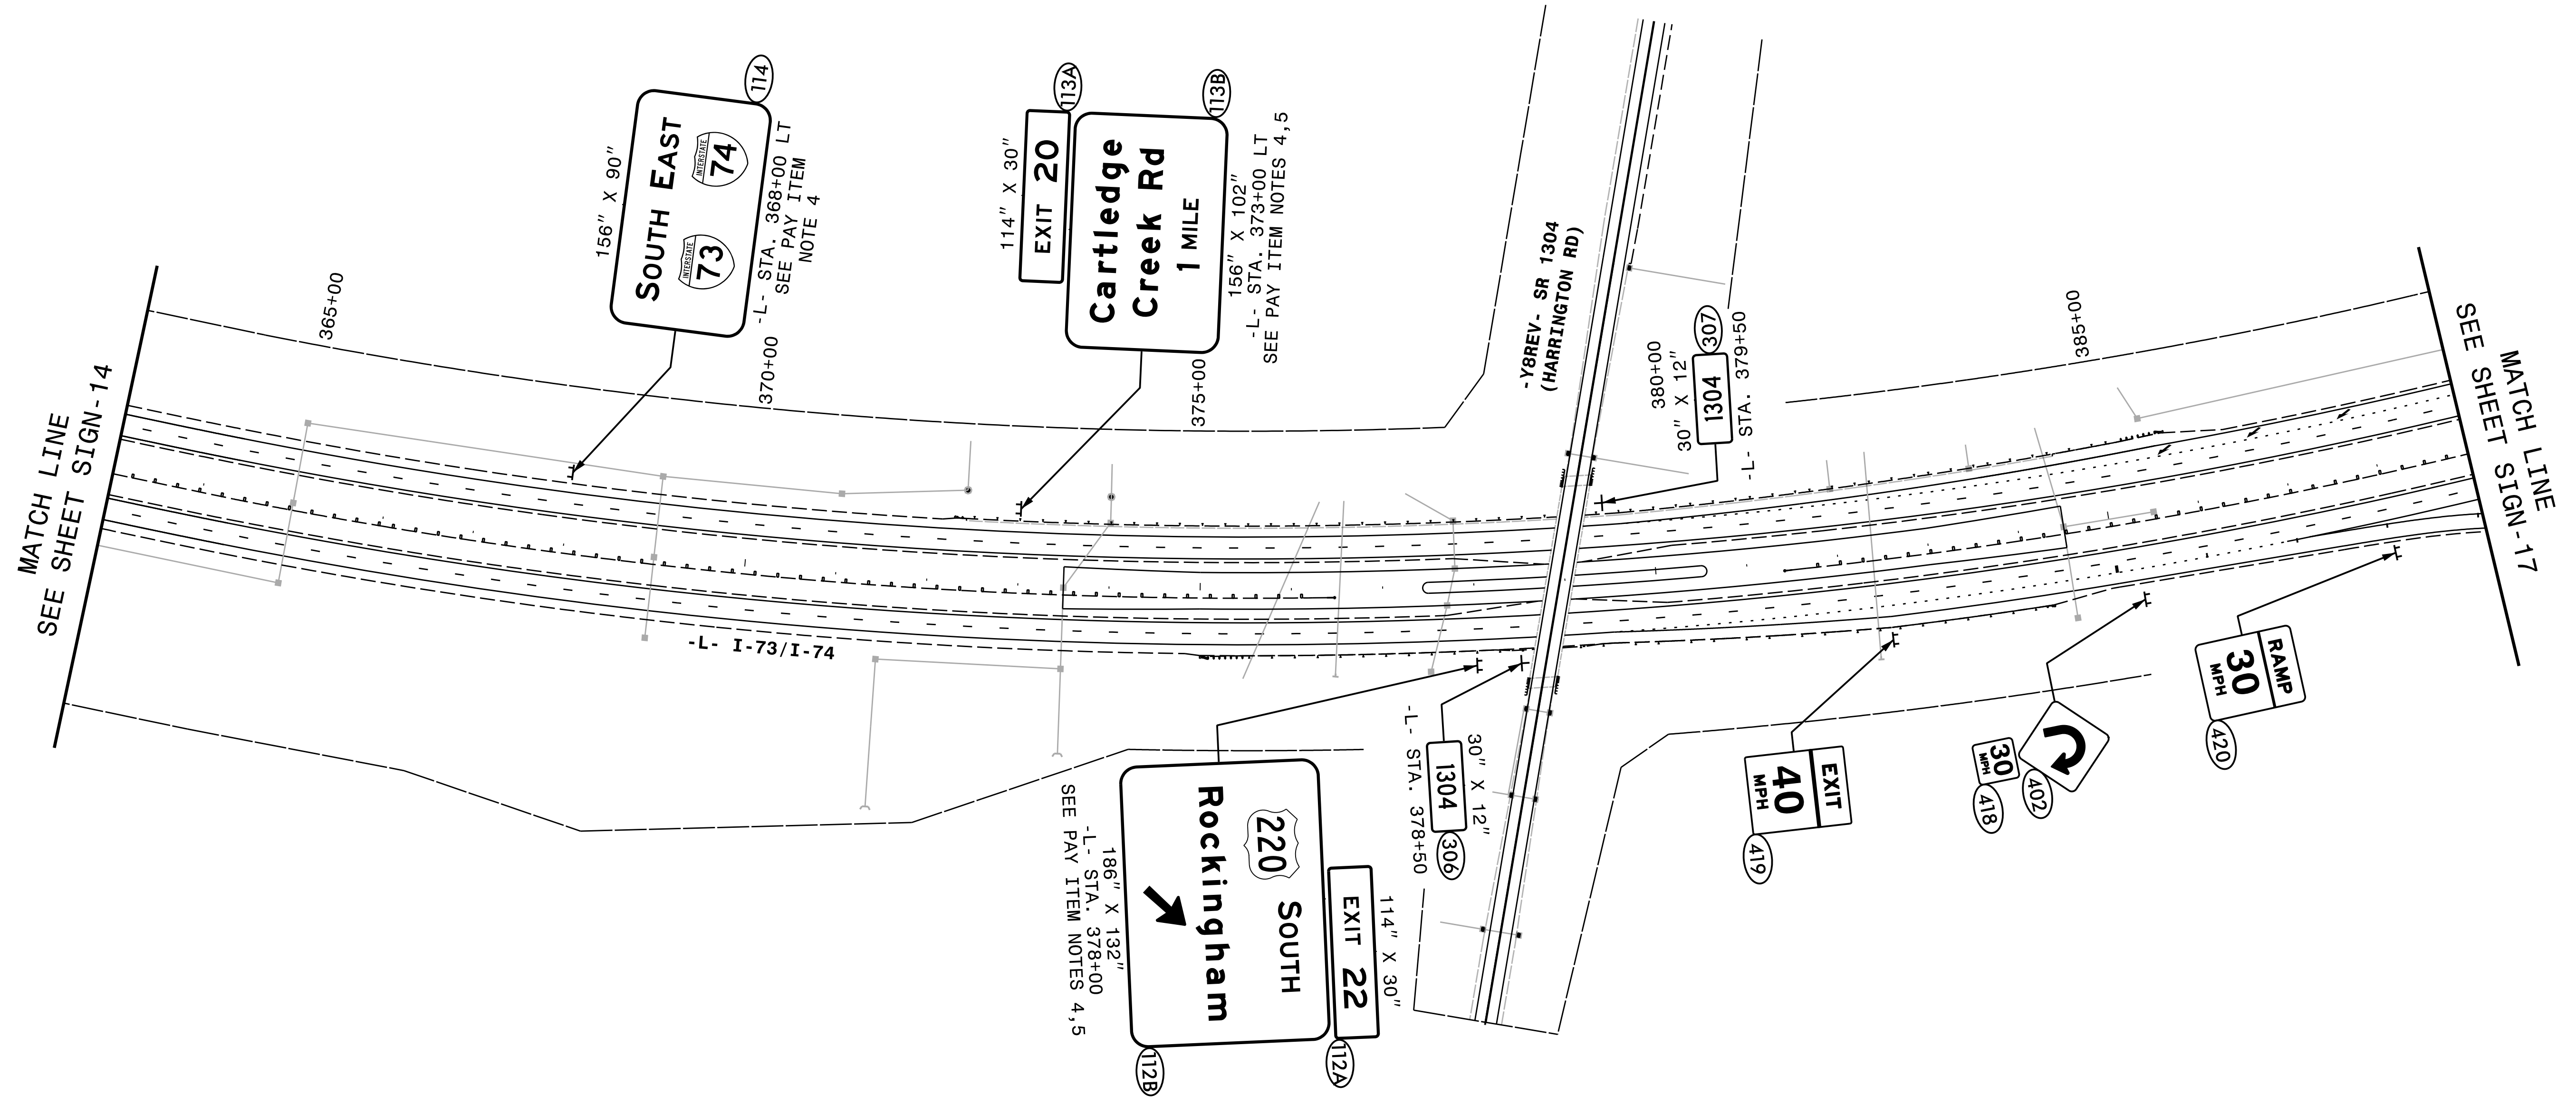 MATCH LINE
SEE SHEET SIGN-14
365+00
156" X 90"
SOUTH EAST
INTERSTATE
73
INTERSTATE
74
114
-L- STA. 368+00 LT
SEE PAY ITEM
NOTE 4
370+00
114" X 30"
EXIT 20
113A
Cartledge
Creek Rd
1 MILE
113B
156" X 102"
-L- STA. 373+00 LT
SEE PAY ITEM NOTES 4,5
375+00
-Y8REV- SR 1304
(HARRINGTON RD)
380+00
30" X 12"
1304
307
-L- STA. 379+50
385+00
MATCH LINE
SEE SHEET SIGN-17
-L- I-73/I-74
114" X 30"
EXIT 22
112A
220 SOUTH
Rockingham
112B
186" X 132"
-L- STA. 378+00
SEE PAY ITEM NOTES 4,5
30" X 12"
1304
306
-L- STA. 378+50
EXIT
40
MPH
419
402
30
MPH
418
RAMP
30
MPH
420